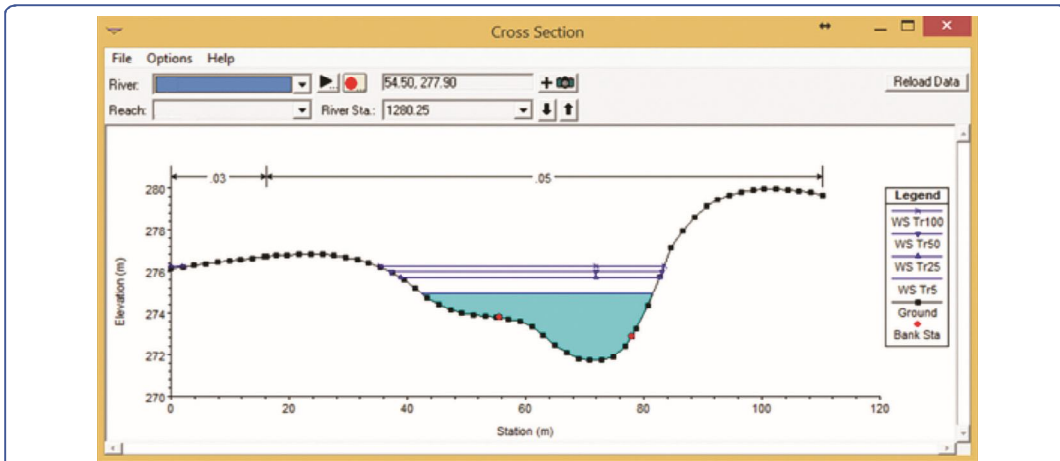 Cross Section
File Options Help
River: 54.50, 277.90 Reload Data
Reach: River Sta.: 1280.25
.03 .05
280
278
276
274
272
270
0 20 40 60 80 100 120
Elevation (m)
Station (m)
Legend
WS Tr100
WS Tr50
WS Tr25
WS Tr5
Ground
Bank Sta